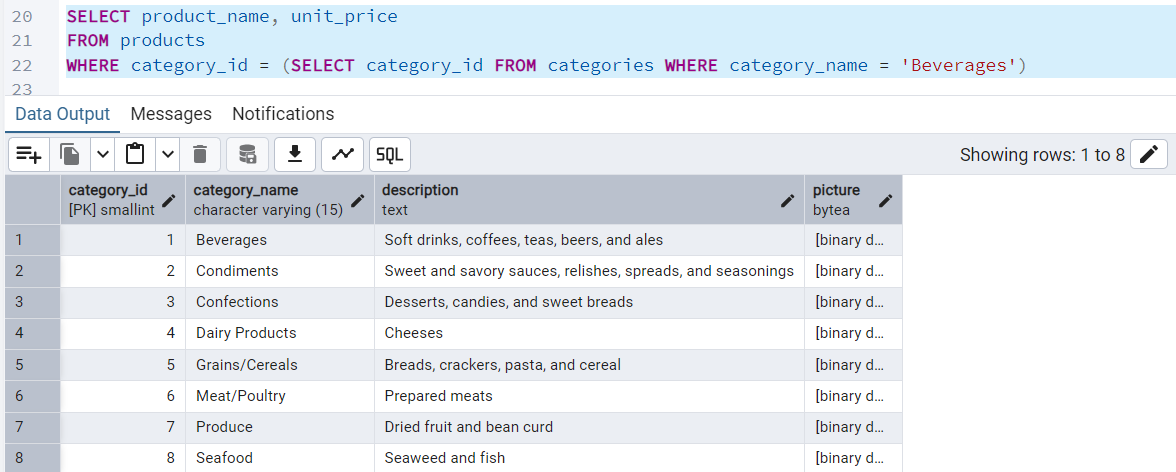 20 SELECT product_name, unit_price
21 FROM products
22 WHERE category_id = (SELECT category_id FROM categories WHERE category_name = 'Beverages')
23
Data Output Messages Notifications
SQL Showing rows: 1 to 8
category_id category_name description picture
[PK] smallint character varying (15) text bytea
1 1 Beverages Soft drinks, coffees, teas, beers, and ales [binary d...
2 2 Condiments Sweet and savory sauces, relishes, spreads, and seasonings [binary d...
3 3 Confections Desserts, candies, and sweet breads [binary d...
4 4 Dairy Products Cheeses [binary d...
5 5 Grains/Cereals Breads, crackers, pasta, and cereal [binary d...
6 6 Meat/Poultry Prepared meats [binary d...
7 7 Produce Dried fruit and bean curd [binary d...
8 8 Seafood Seaweed and fish [binary d...